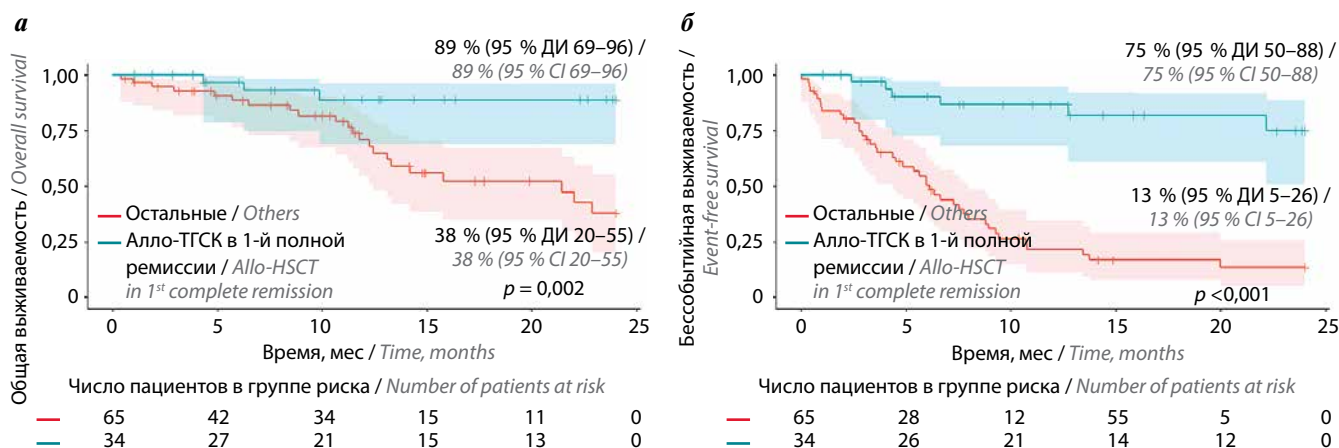 а
Общая выживаемость / Overall survival
1,00
0,75
0,50
0,25
0
89 % (95 % ДИ 69–96) /
89 % (95 % CI 69–96)
Остальные / Others
Алло-ТГСК в 1-й полной
ремиссии / Allo-HSCT
in 1st complete remission
38 % (95 % ДИ 20–55) /
38 % (95 % CI 20–55)
p = 0,002
0 5 10 15 20 25
Время, мес / Time, months
Число пациентов в группе риска / Number of patients at risk
65 42 34 15 11 0
34 27 21 15 13 0
б
Бессобытийная выживаемость /
Event-free survival
1,00
0,75
0,50
0,25
0
75 % (95 % ДИ 50–88) /
75 % (95 % CI 50–88)
13 % (95 % ДИ 5–26) /
13 % (95 % CI 5–26)
Остальные / Others
Алло-ТГСК в 1-й полной
ремиссии / Allo-HSCT
in 1st complete remission
p <0,001
0 5 10 15 20 25
Время, мес / Time, months
Число пациентов в группе риска / Number of patients at risk
65 28 12 55 5 0
34 26 21 14 12 0